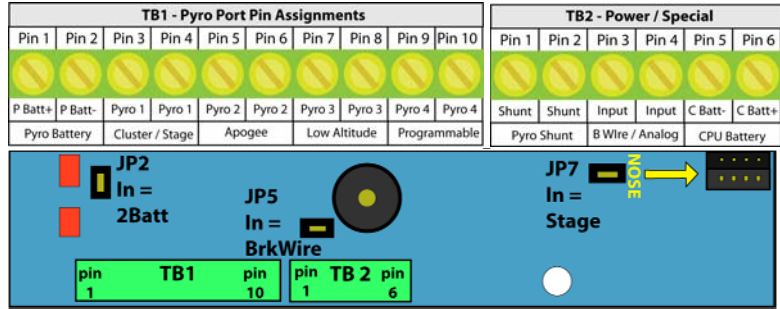 TB1 - Pyro Port Pin Assignments
Pin 1 Pin 2 Pin 3 Pin 4 Pin 5 Pin 6 Pin 7 Pin 8 Pin 9 Pin 10
P Batt+ P Batt- Pyro 1 Pyro 1 Pyro 2 Pyro 2 Pyro 3 Pyro 3 Pyro 4 Pyro 4
Pyro Battery Cluster / Stage Apogee Low Altitude Programmable
TB2 - Power / Special
Pin 1 Pin 2 Pin 3 Pin 4 Pin 5 Pin 6
Shunt Shunt Input Input C Batt- C Batt+
Pyro Shunt B WIre / Analog CPU Battery
JP2
In =
2Batt
JP5
In =
BrkWire
JP7
In =
Stage
NOSE
pin TB1 pin
1 10
pin TB 2 pin
1 6